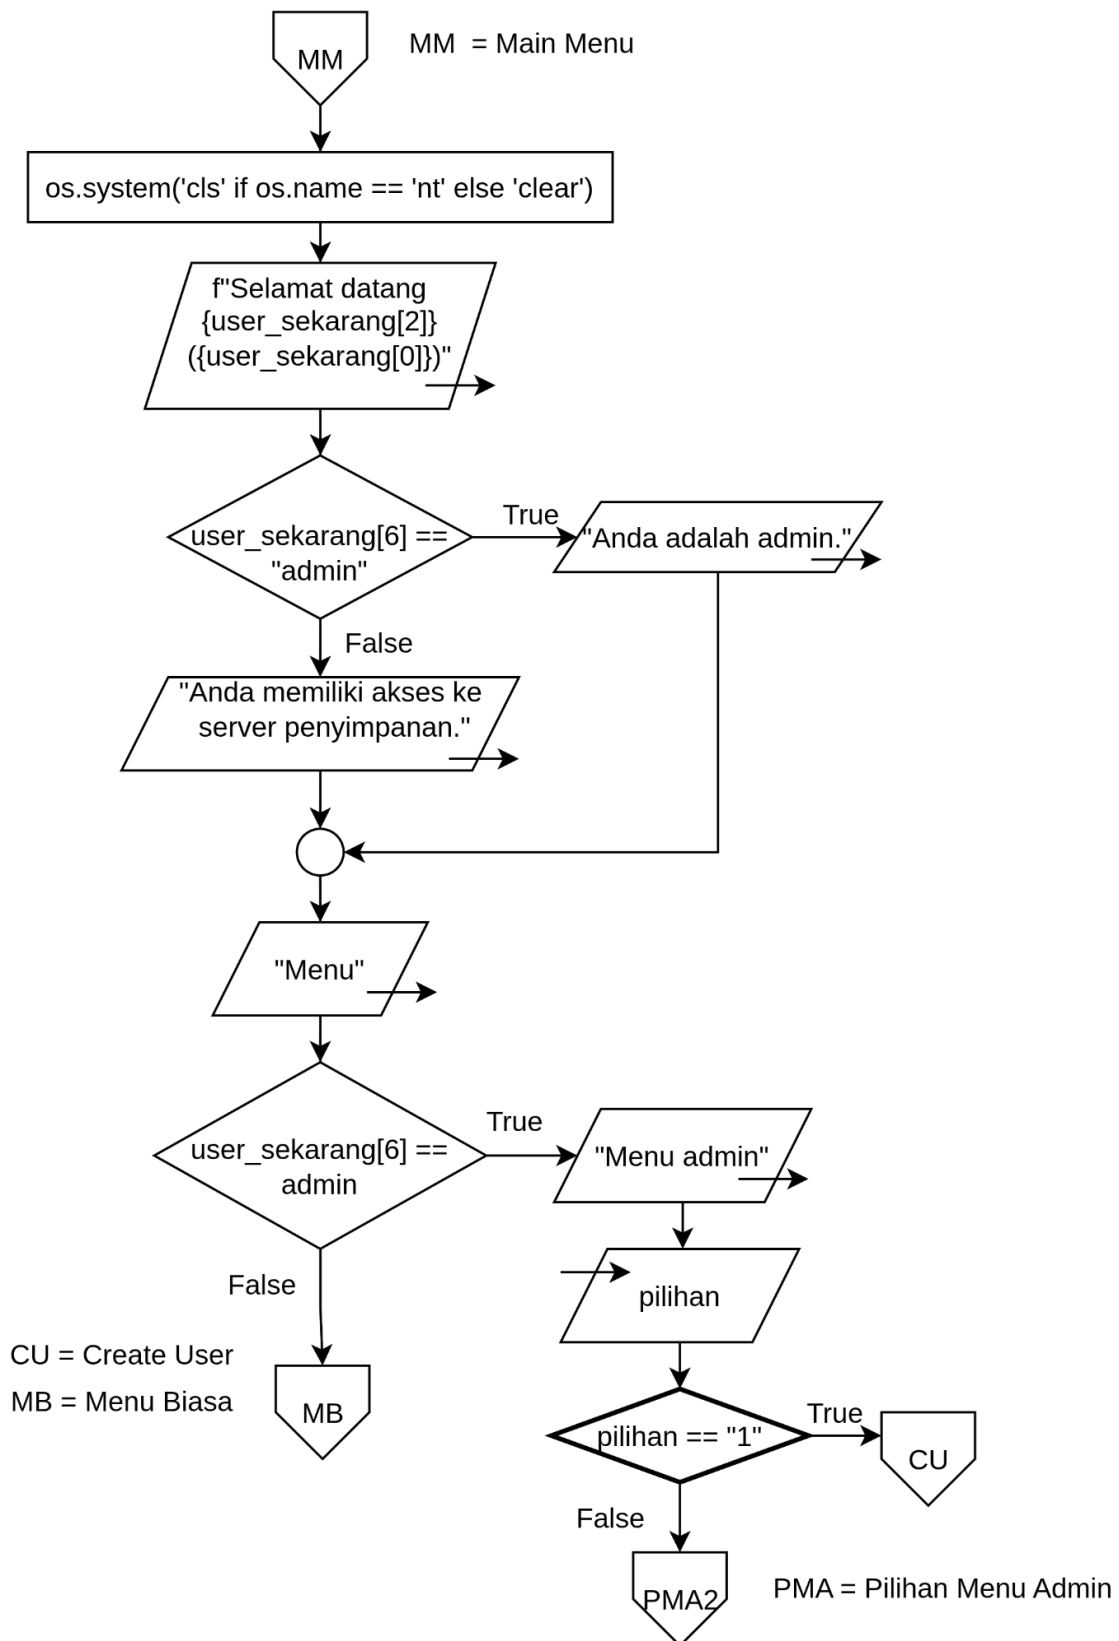 MM
MM = Main Menu
os.system('cls' if os.name == 'nt' else 'clear')
f"Selamat datang
{user_sekarang[2]}
({user_sekarang[0]})"
user_sekarang[6] ==
"admin"
True
"Anda adalah admin."
False
"Anda memiliki akses ke
server penyimpanan."
"Menu"
user_sekarang[6] ==
admin
True
"Menu admin"
False
pilihan
CU = Create User
MB = Menu Biasa
MB
pilihan == "1"
True
CU
False
PMA2
PMA = Pilihan Menu Admin